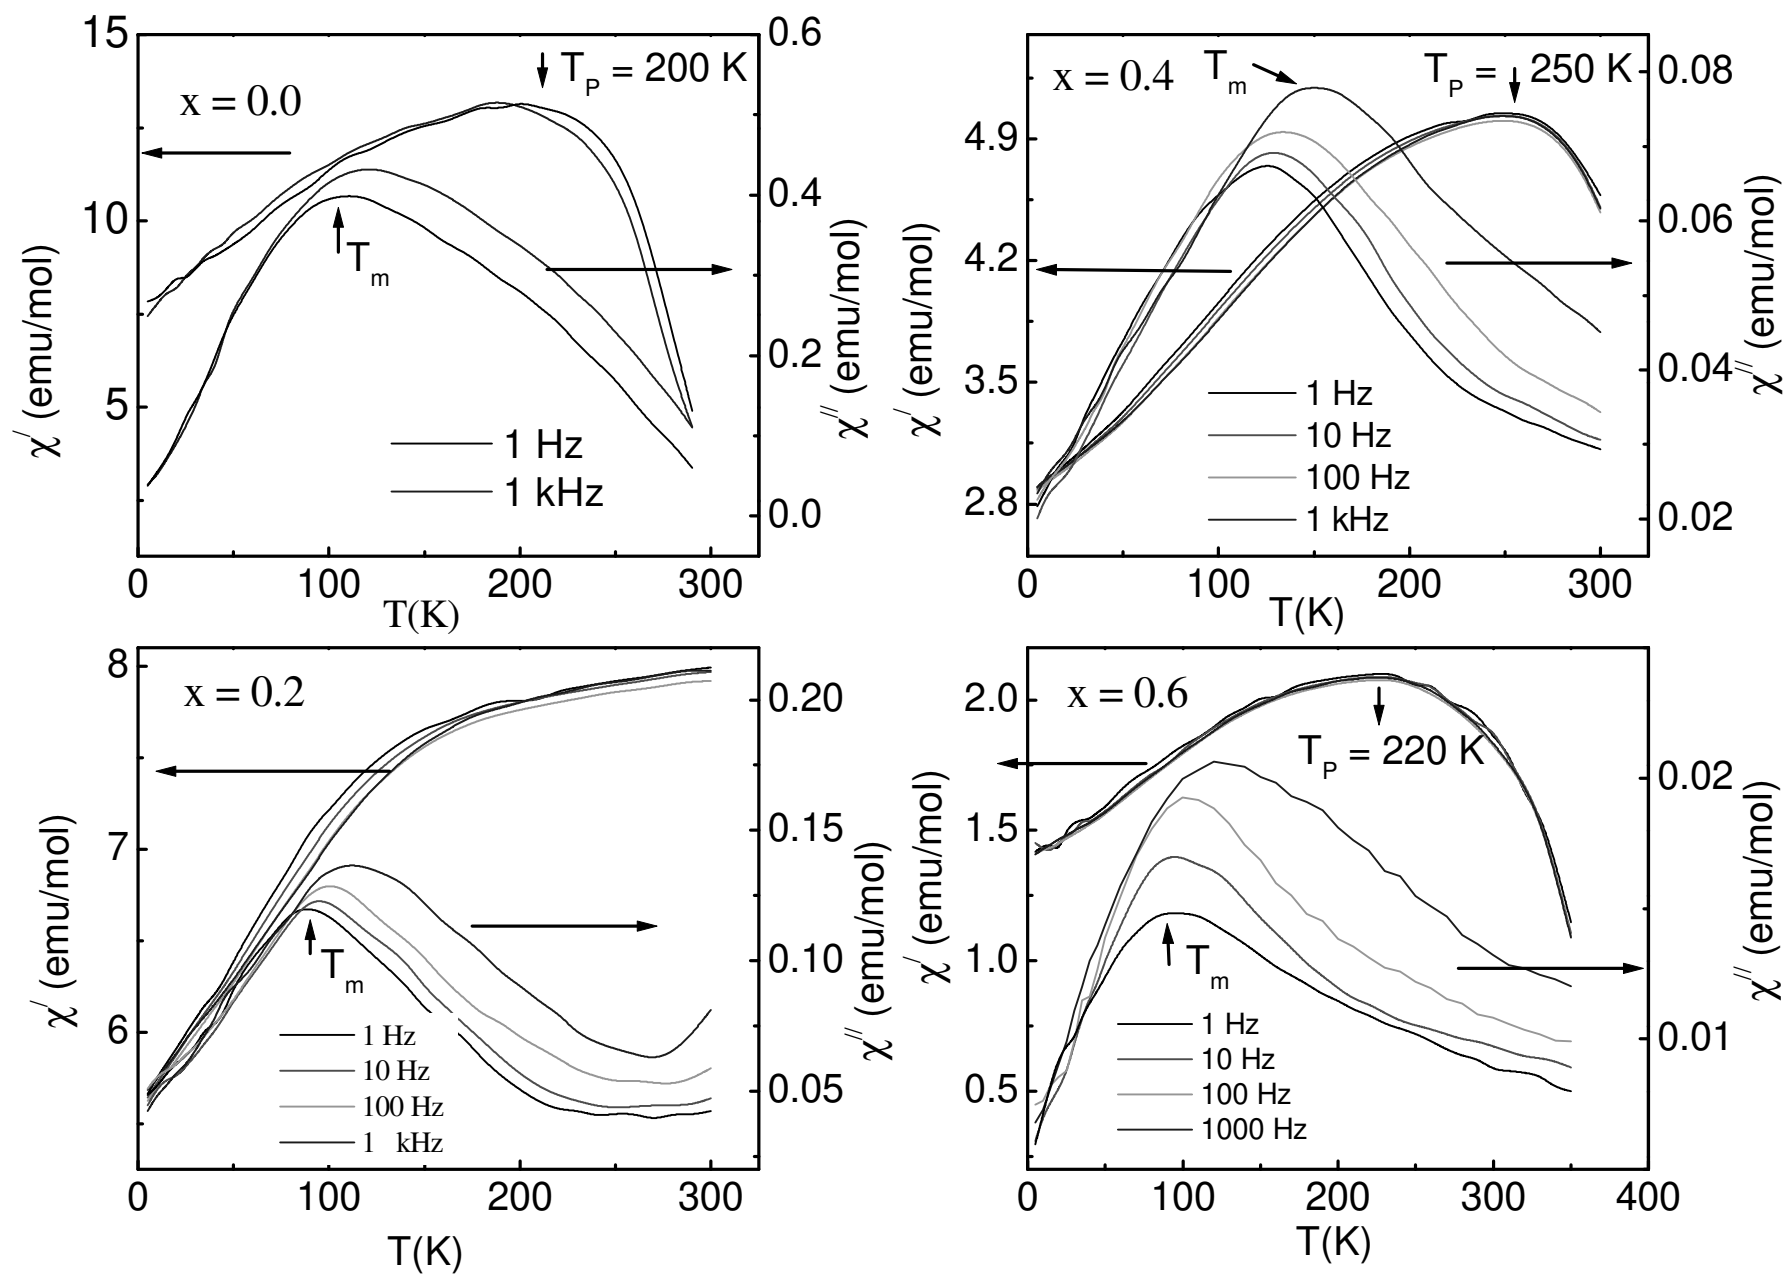 x = 0.0
T_P = 200 K
T_m
1 Hz
1 kHz
15
10
5
0.6
0.4
0.2
0.0
0 100 200 300
T(K)
χ/ (emu/mol)
χ// (emu/mol)
x = 0.4
T_m
T_P = 250 K
1 Hz
10 Hz
100 Hz
1 kHz
4.9
4.2
3.5
2.8
0.08
0.06
0.04
0.02
0 100 200 300
T(K)
χ/ (emu/mol)
χ// (emu/mol)
x = 0.2
T_m
1 Hz
10 Hz
100 Hz
1 kHz
8
7
6
0.20
0.15
0.10
0.05
0 100 200 300
T(K)
χ/ (emu/mol)
χ// (emu/mol)
x = 0.6
T_P = 220 K
T_m
1 Hz
10 Hz
100 Hz
1000 Hz
2.0
1.5
1.0
0.5
0.02
0.01
0 100 200 300 400
T(K)
χ/ (emu/mol)
χ// (emu/mol)